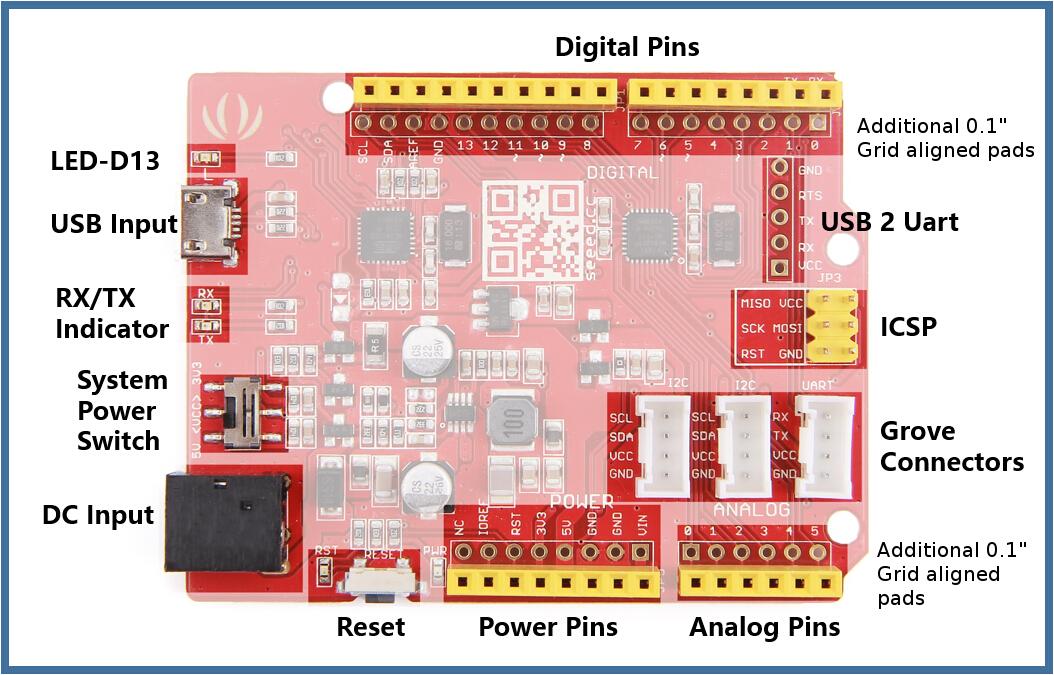 Digital Pins
TX RX
JP1
Additional 0.1"
Grid aligned pads
SCL SDA AREF GND 13 12 11~ 10~ 9~ 8
7 6~ 5~ 4 3~ 2 1 0
LED-D13
DIGITAL
GND
RTS
TX
RX
VCC
USB Input
USB 2 Uart
seeed.cc
JP3
RX/TX
Indicator
RX
TX
MISO VCC
SCK MOSI
RST GND
ICSP
System
Power
Switch
5V <VCC> 3V3
R5
CS
22
25V
100
I2C I2C UART
SCL SCL RX
SDA SDA TX
VCC VCC VCC
GND GND GND
Grove
Connectors
DC Input
POWER
ANALOG
NC IOREF RST 3V3 5V GND GND VIN
0 1 2 3 4 5
Additional 0.1"
Grid aligned
pads
RST RESET PWR
Reset
Power Pins
Analog Pins